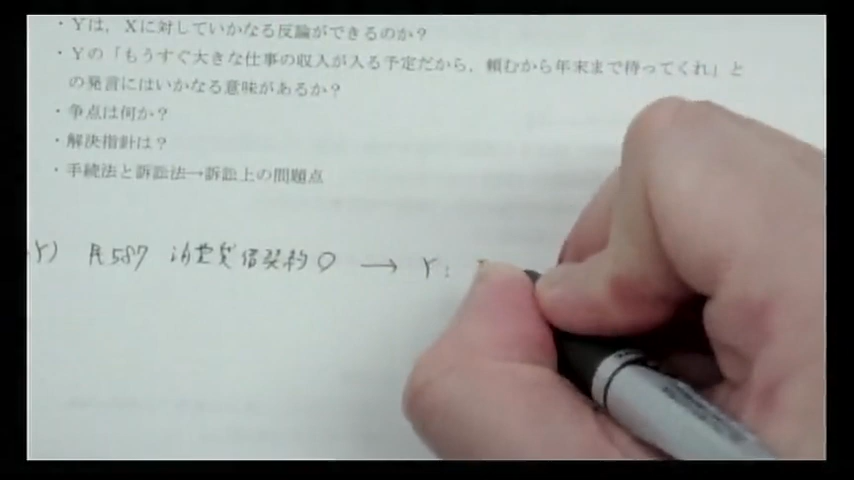 ・Yは，Xに対していかなる反論ができるのか？
・Yの「もうすぐ大きな仕事の収入が入る予定だから，頼むから年末まで待ってくれ」と
の発言にはいかなる意味があるか？
・争点は何か？
・解決指針は？
・手続法と訴訟法→訴訟上の問題点
Y) 民587 消費貸借契約○ → Y: